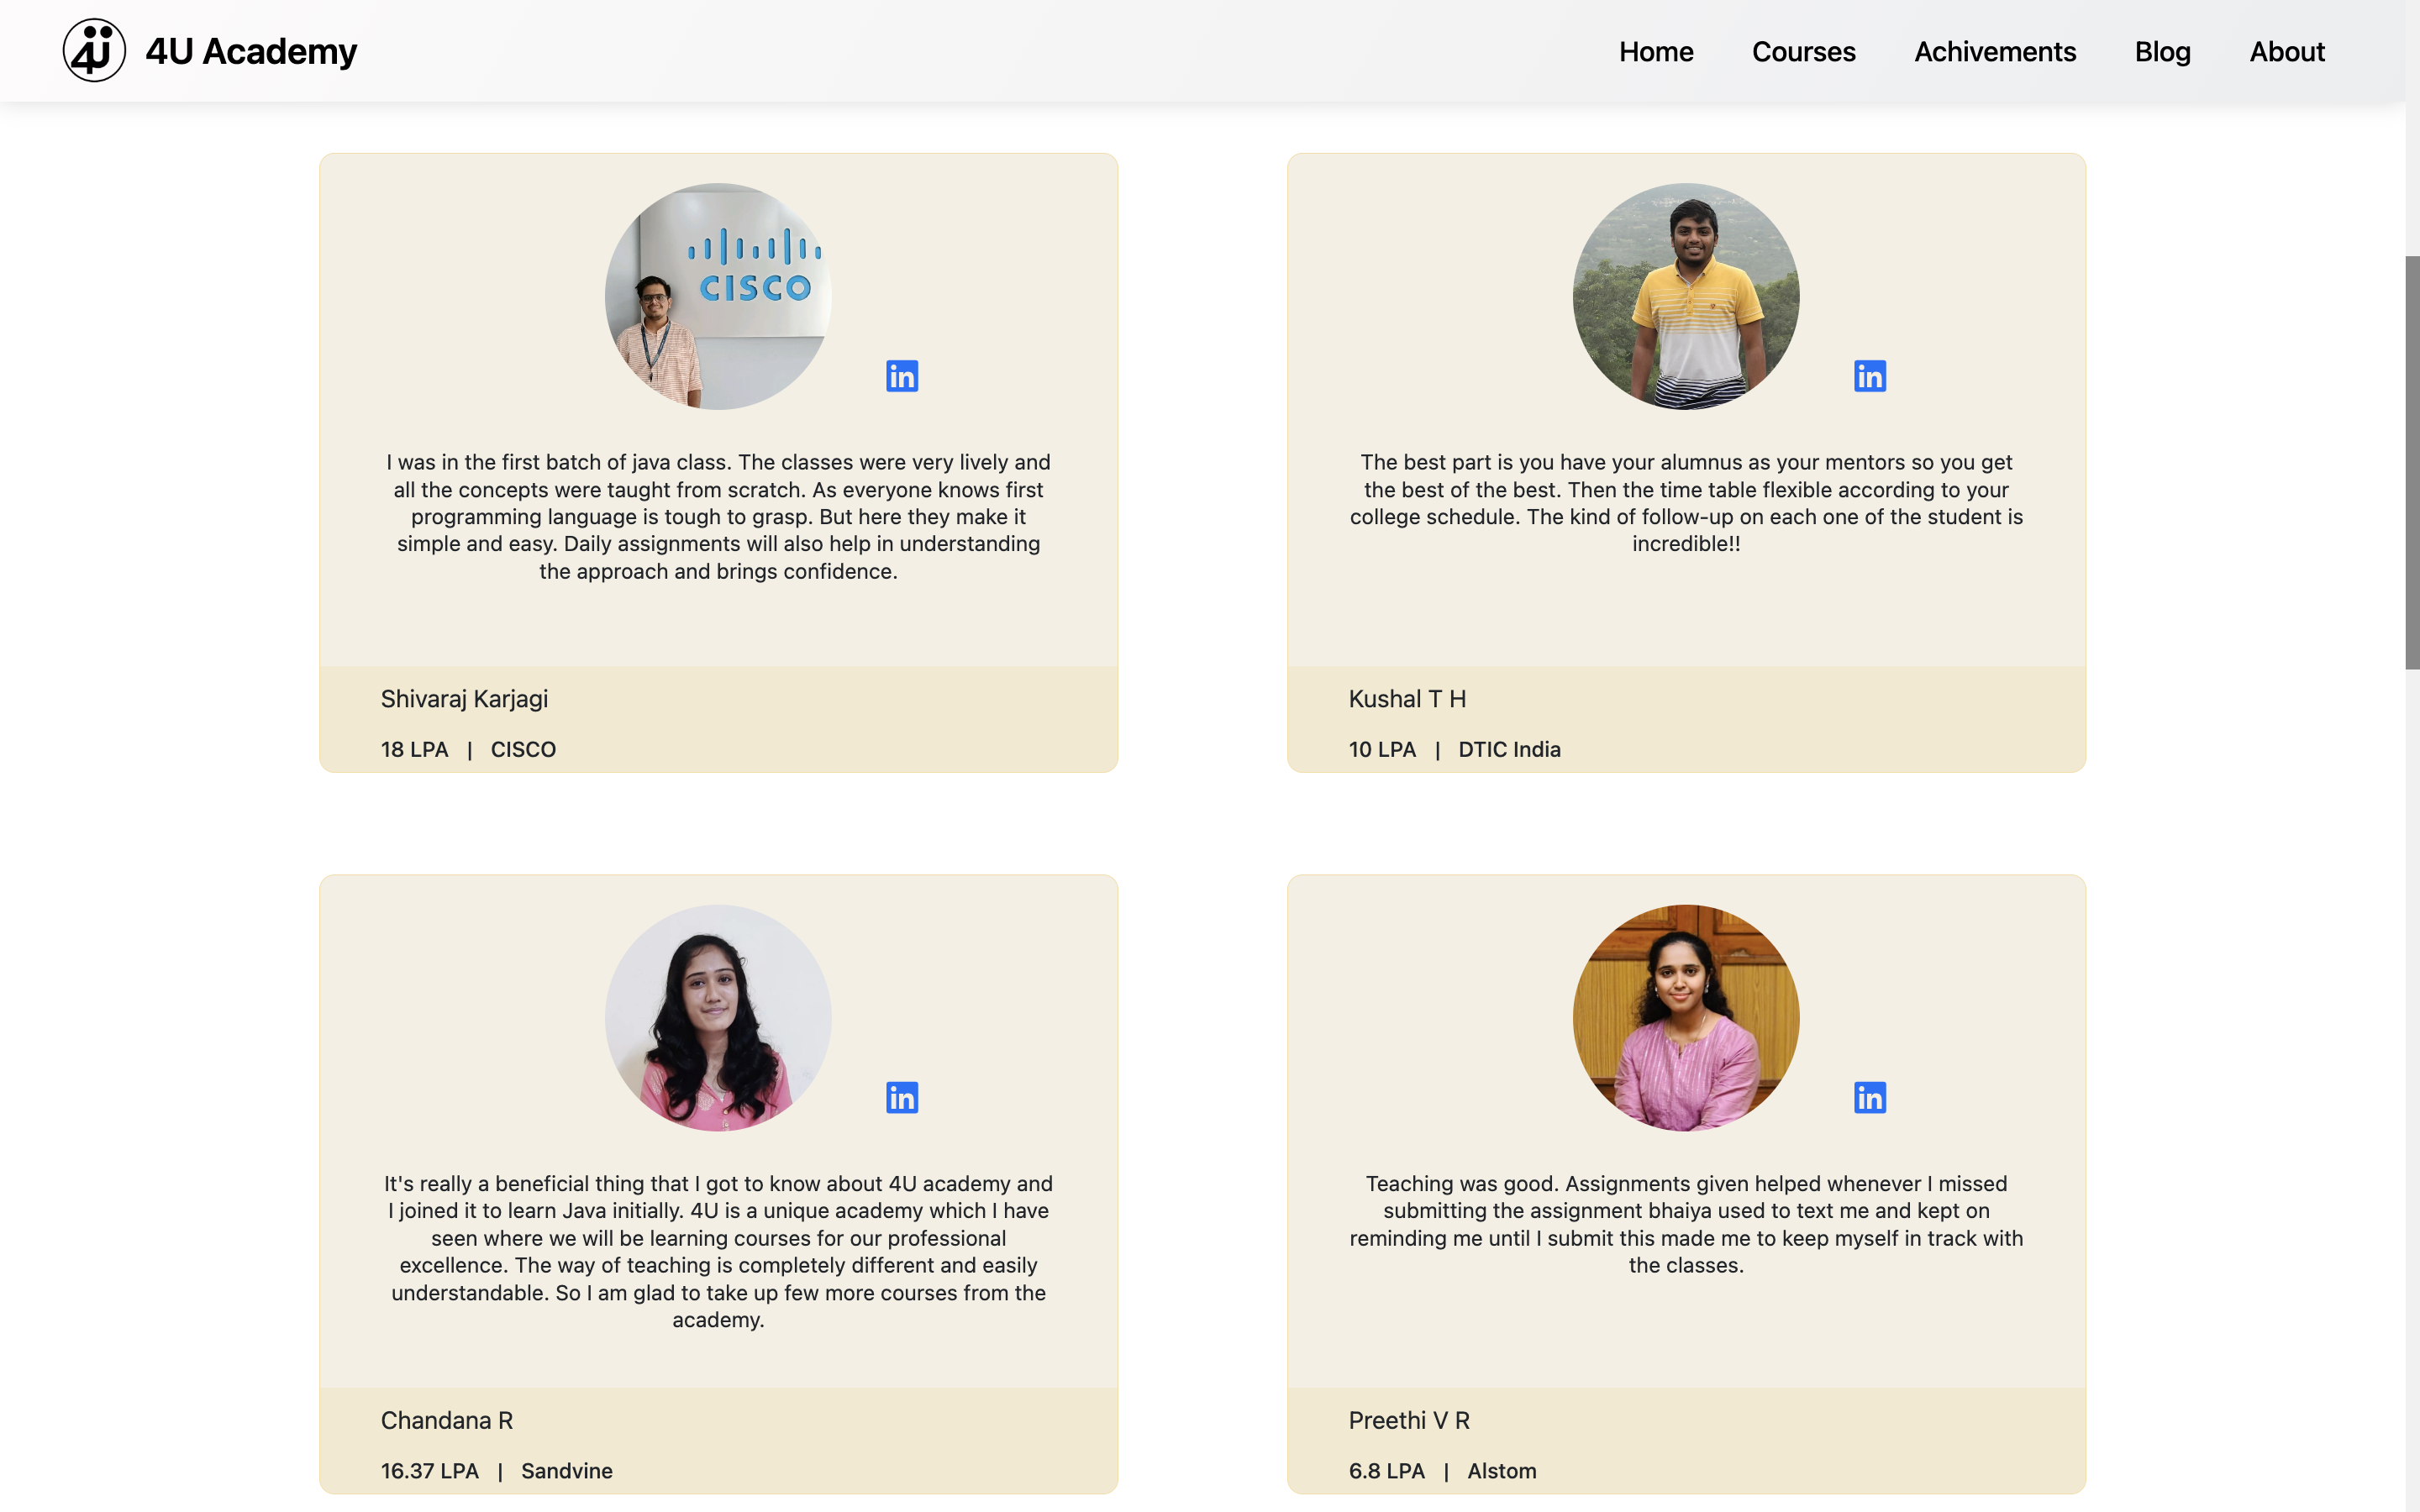 4U 4U Academy Home Courses Achivements Blog About
CISCO
in
I was in the first batch of java class. The classes were very lively and
all the concepts were taught from scratch. As everyone knows first
programming language is tough to grasp. But here they make it
simple and easy. Daily assignments will also help in understanding
the approach and brings confidence.
Shivaraj Karjagi
18 LPA | CISCO
in
The best part is you have your alumnus as your mentors so you get
the best of the best. Then the time table flexible according to your
college schedule. The kind of follow-up on each one of the student is
incredible!!
Kushal T H
10 LPA | DTIC India
in
It's really a beneficial thing that I got to know about 4U academy and
I joined it to learn Java initially. 4U is a unique academy which I have
seen where we will be learning courses for our professional
excellence. The way of teaching is completely different and easily
understandable. So I am glad to take up few more courses from the
academy.
Chandana R
16.37 LPA | Sandvine
in
Teaching was good. Assignments given helped whenever I missed
submitting the assignment bhaiya used to text me and kept on
reminding me until I submit this made me to keep myself in track with
the classes.
Preethi V R
6.8 LPA | Alstom